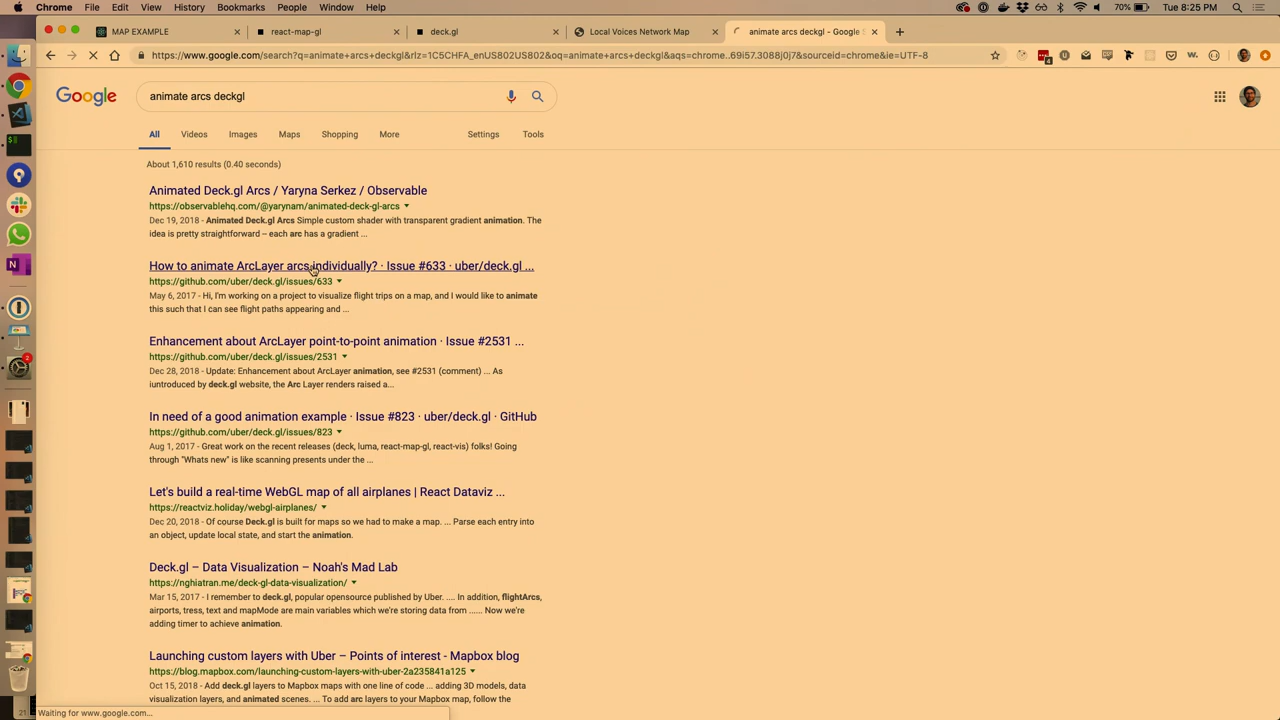 Chrome File Edit View History Bookmarks People Window Help 70% Tue 8:25 PM
MAP EXAMPLE × react-map-gl × deck.gl × Local Voices Network Map × animate arcs deckgl - Google S ×
https://www.google.com/search?q=animate+arcs+deckgl&rlz=1C5CHFA_enUS802US802&oq=animate+arcs+deckgl&aqs=chrome..69i57.3088j0j7&sourceid=chrome&ie=UTF-8
Google animate arcs deckgl
All Videos Images Maps Shopping More Settings Tools
About 1,610 results (0.40 seconds)
Animated Deck.gl Arcs / Yaryna Serkez / Observable
https://observablehq.com/@yarynam/animated-deck-gl-arcs
Dec 19, 2018 - Animated Deck.gl Arcs Simple custom shader with transparent gradient animation. The
idea is pretty straightforward – each arc has a gradient ...
How to animate ArcLayer arcs individually? · Issue #633 · uber/deck.gl ...
https://github.com/uber/deck.gl/issues/633
May 6, 2017 - Hi, I'm working on a project to visualize flight trips on a map, and I would like to animate
this such that I can see flight paths appearing and ...
Enhancement about ArcLayer point-to-point animation · Issue #2531 ...
https://github.com/uber/deck.gl/issues/2531
Dec 28, 2018 - Update: Enhancement about ArcLayer animation, see #2531 (comment) ... As
iuntroduced by deck.gl website, the Arc Layer renders raised a...
In need of a good animation example · Issue #823 · uber/deck.gl · GitHub
https://github.com/uber/deck.gl/issues/823
Aug 1, 2017 - Great work on the recent releases (deck, luma, react-map-gl, react-vis) folks! Going
through "Whats new" is like scanning presents under the ...
Let's build a real-time WebGL map of all airplanes | React Dataviz ...
https://reactviz.holiday/webgl-airplanes/
Dec 20, 2018 - Of course Deck.gl is built for maps so we had to make a map. ... Parse each entry into
an object, update local state, and start the animation.
Deck.gl – Data Visualization – Noah's Mad Lab
https://nghiatran.me/deck-gl-data-visualization/
Mar 15, 2017 - I remember to deck.gl, popular opensource published by Uber. .... In addition, flightArcs,
airports, tress, text and mapMode are main variables which we're storing data from ...... Now we're
adding timer to achieve animation.
Launching custom layers with Uber – Points of interest - Mapbox blog
https://blog.mapbox.com/launching-custom-layers-with-uber-2a235841a125
Oct 15, 2018 - Add deck.gl layers to Mapbox maps with one line of code ... adding 3D models, data
visualization layers, and animated scenes. ... To add arc layers to your Mapbox map, follow the
Waiting for www.google.com...